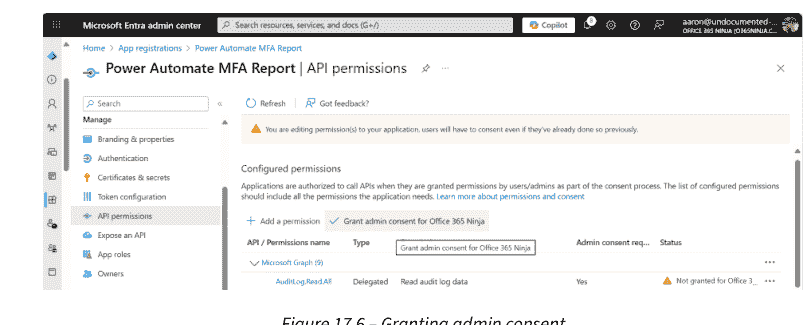 Microsoft Entra admin center
Search resources, services, and docs (G+/)
Copilot
aaron@undocumented-...
OFFICE 365 NINJA (O365NINJA.C...
Home > App registrations > Power Automate MFA Report
Power Automate MFA Report | API permissions
Search
Refresh
Got feedback?
Manage
Branding & properties
Authentication
Certificates & secrets
Token configuration
API permissions
Expose an API
App roles
Owners
You are editing permission(s) to your application, users will have to consent even if they've already done so previously.
Configured permissions
Applications are authorized to call APIs when they are granted permissions by users/admins as part of the consent process. The list of configured permissions
should include all the permissions the application needs. Learn more about permissions and consent
+ Add a permission ✓ Grant admin consent for Office 365 Ninja
API / Permissions name Type Admin consent req... Status
Grant admin consent for Office 365 Ninja
Microsoft Graph (9)
AuditLog.Read.All Delegated Read audit log data Yes Not granted for Office 3...
Figure 17.6 – Granting admin consent